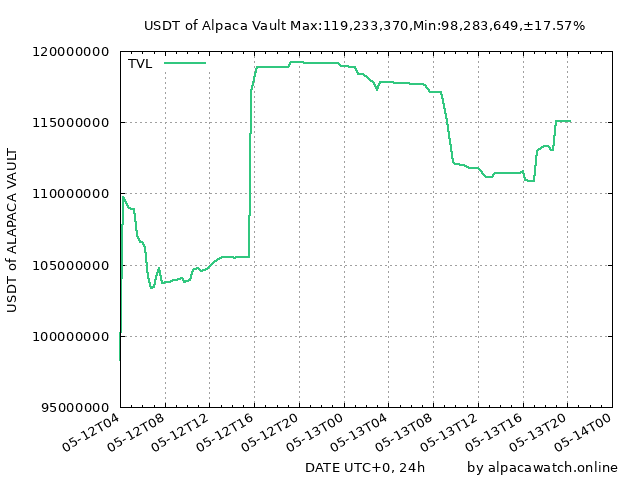 USDT of Alpaca Vault Max:119,233,370,Min:98,283,649,±17.57%
TVL
120000000
115000000
110000000
105000000
100000000
95000000
USDT of ALAPACA VAULT
05-12T04
05-12T08
05-12T12
05-12T16
05-12T20
05-13T00
05-13T04
05-13T08
05-13T12
05-13T16
05-13T20
05-14T00
DATE UTC+0, 24h
by alpacawatch.online